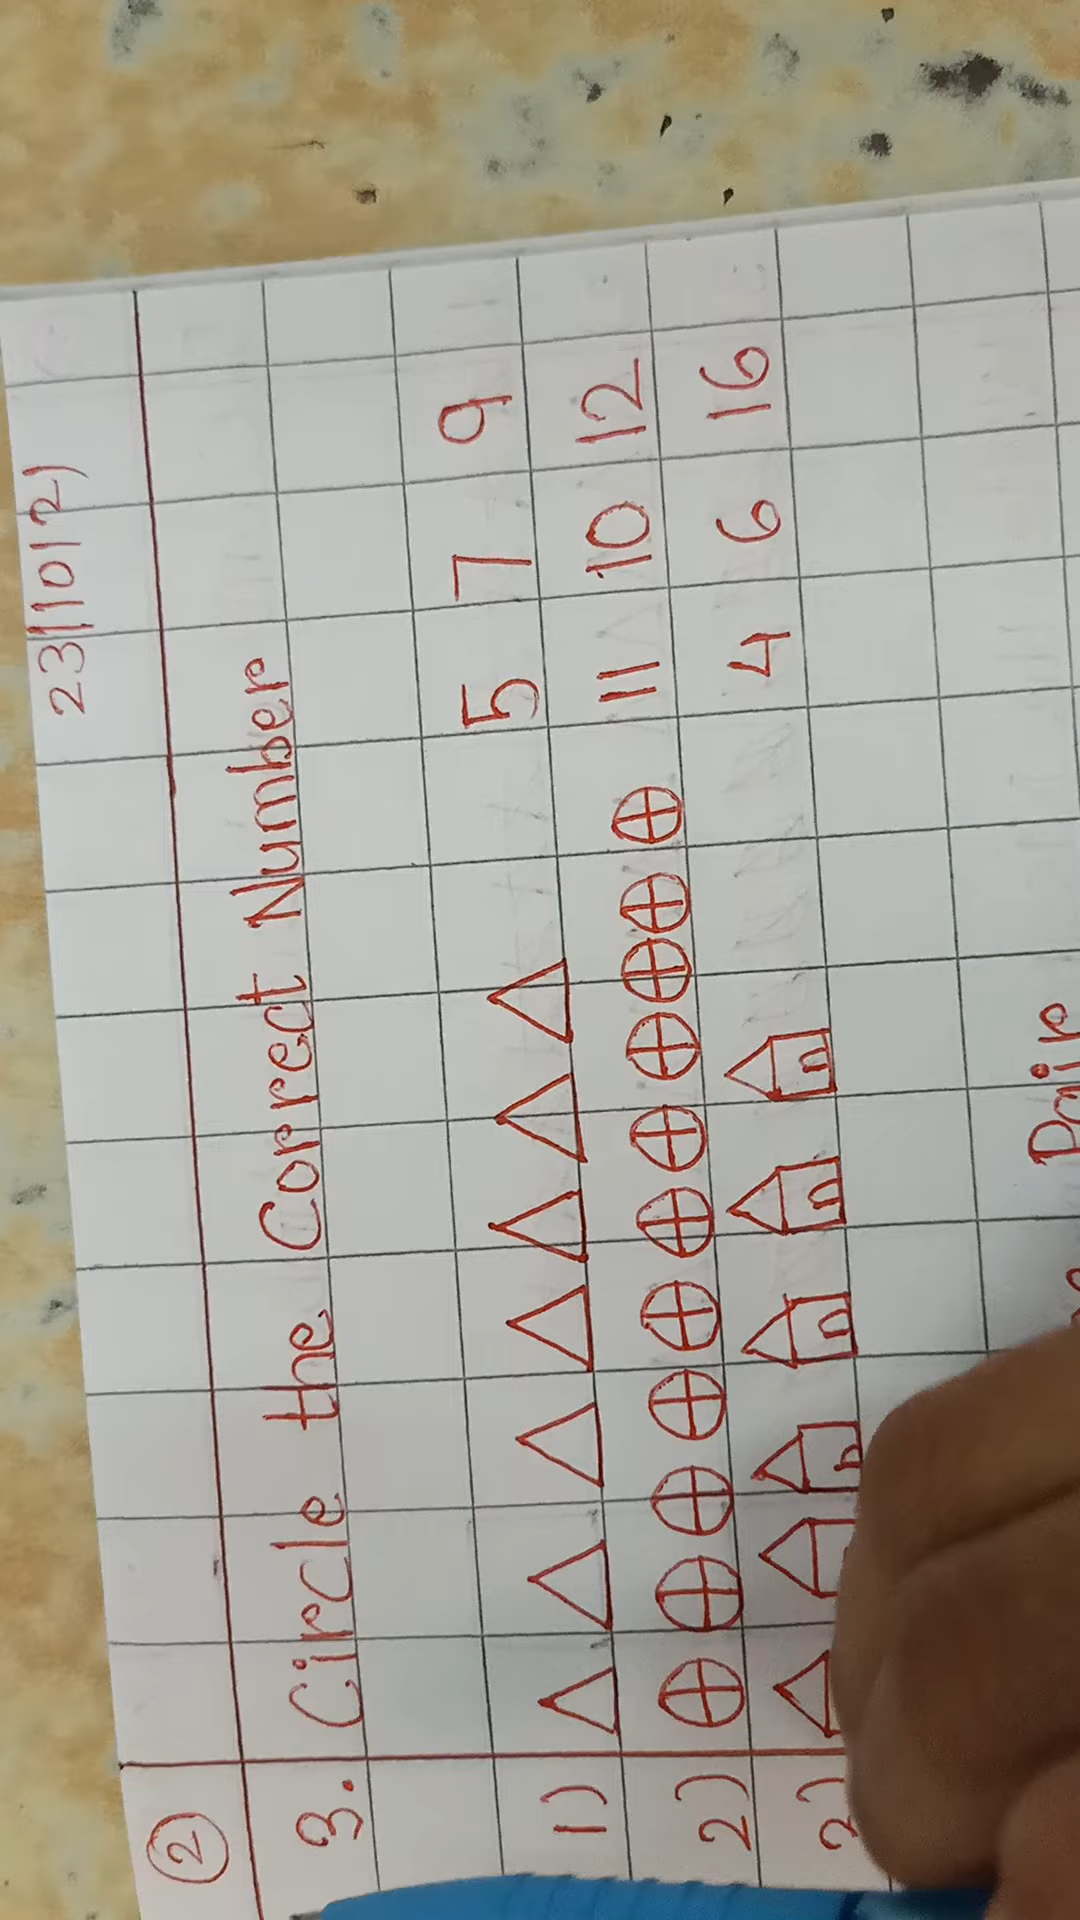 23/10/21
②
3. Circle the Correct Number
1) 5 7 9
2) 11 10 12
3) 4 6 16
Pair